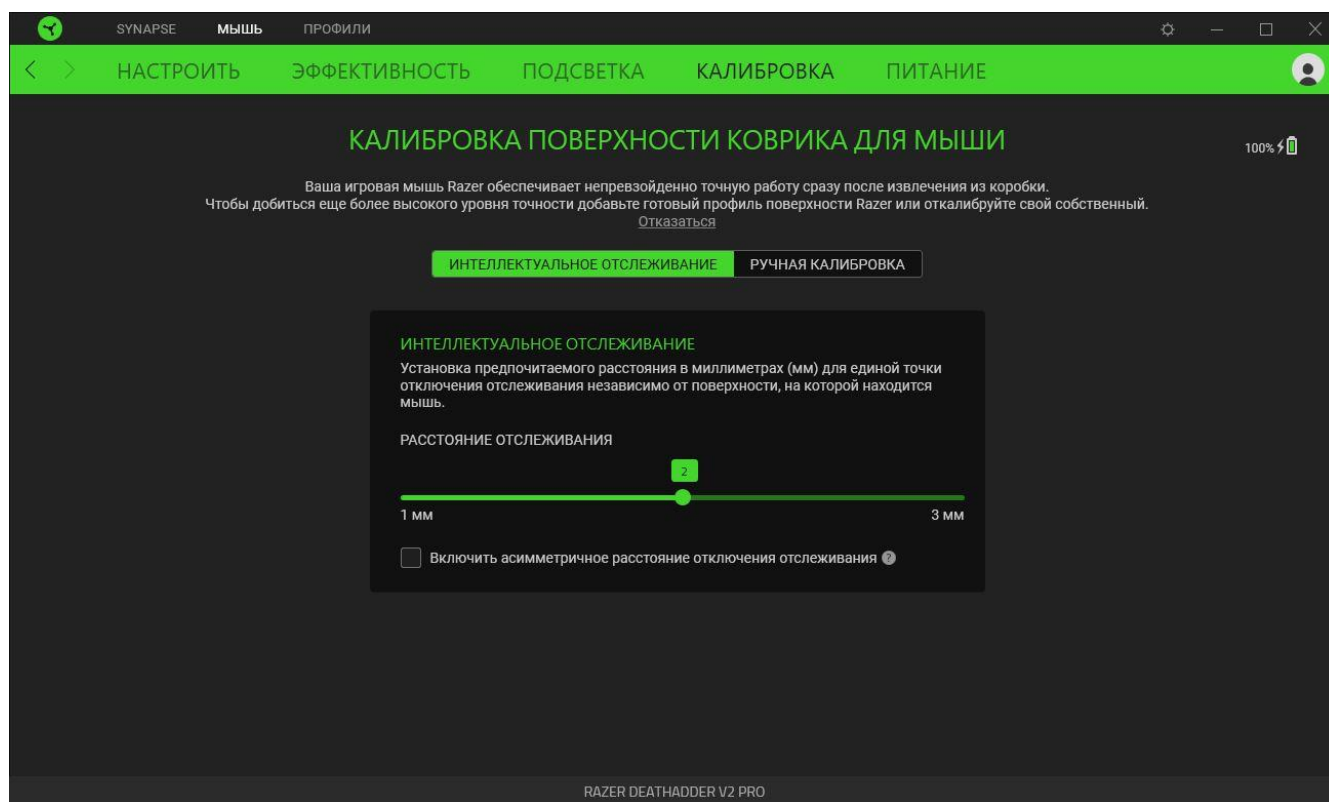 SYNAPSE МЫШЬ ПРОФИЛИ
НАСТРОИТЬ ЭФФЕКТИВНОСТЬ ПОДСВЕТКА КАЛИБРОВКА ПИТАНИЕ
КАЛИБРОВКА ПОВЕРХНОСТИ КОВРИКА ДЛЯ МЫШИ
100%
Ваша игровая мышь Razer обеспечивает непревзойденно точную работу сразу после извлечения из коробки.
Чтобы добиться еще более высокого уровня точности добавьте готовый профиль поверхности Razer или откалибруйте свой собственный.
Отказаться
ИНТЕЛЛЕКТУАЛЬНОЕ ОТСЛЕЖИВАНИЕ РУЧНАЯ КАЛИБРОВКА
ИНТЕЛЛЕКТУАЛЬНОЕ ОТСЛЕЖИВАНИЕ
Установка предпочитаемого расстояния в миллиметрах (мм) для единой точки
отключения отслеживания независимо от поверхности, на которой находится
мышь.
РАССТОЯНИЕ ОТСЛЕЖИВАНИЯ
2
1 мм 3 мм
Включить асимметричное расстояние отключения отслеживания ?
RAZER DEATHADDER V2 PRO